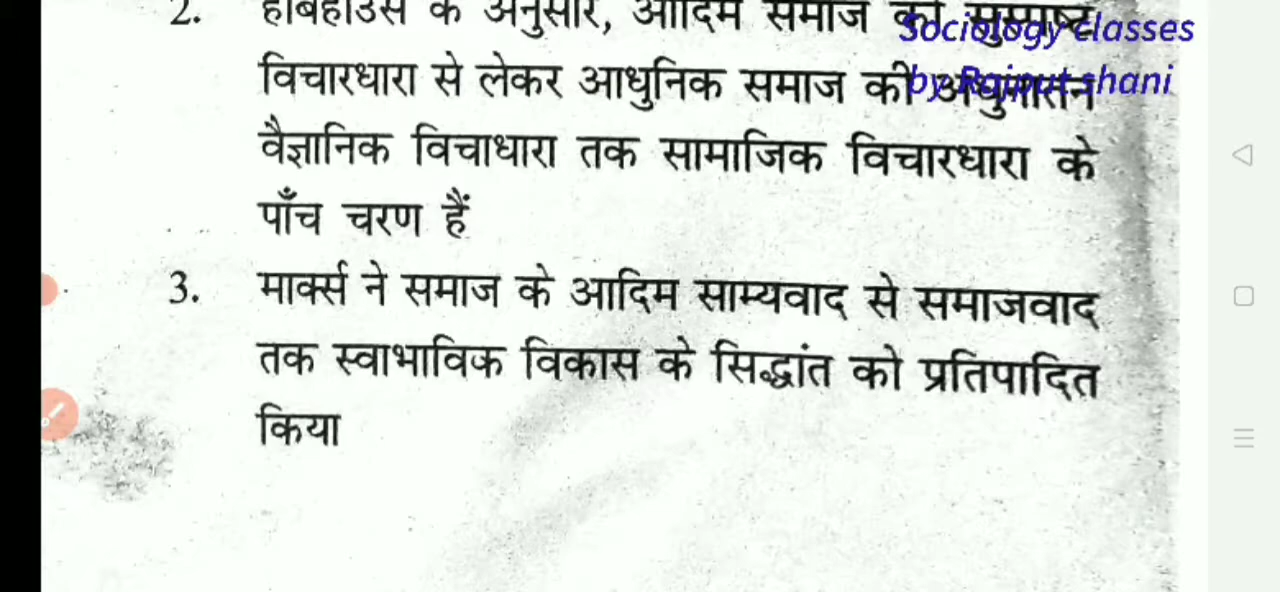 2. हॉबहाउस के अनुसार, आदिम समाज की सुस्पष्ट
Sociology classes
विचारधारा से लेकर आधुनिक समाज की
by Rajput shani
वैज्ञानिक विचाधारा तक सामाजिक विचारधारा के
पाँच चरण हैं
3. मार्क्स ने समाज के आदिम साम्यवाद से समाजवाद
तक स्वाभाविक विकास के सिद्धांत को प्रतिपादित
किया